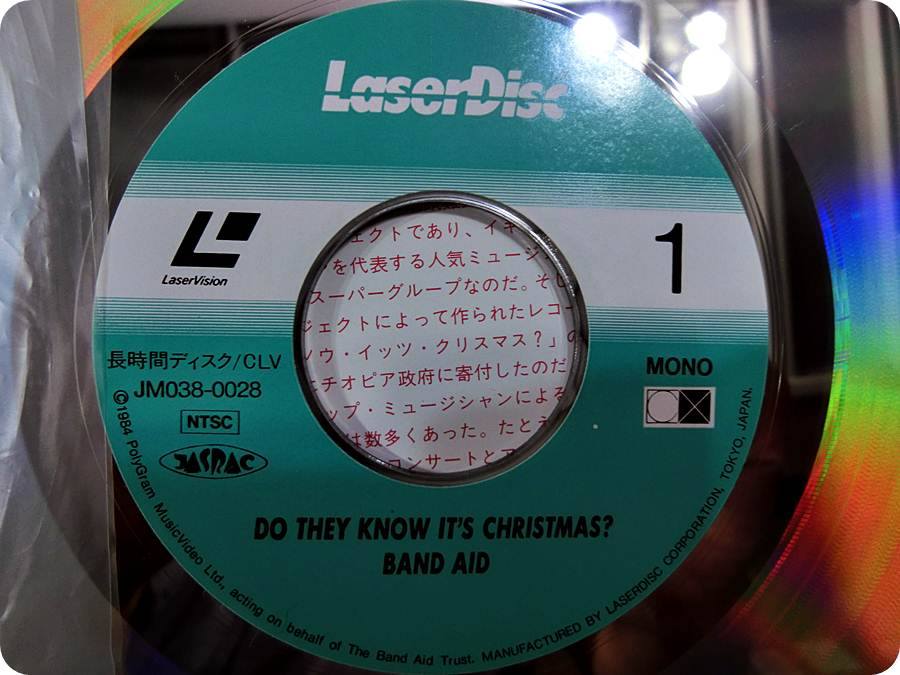 LaserDisc
LaserVision
1
ェクトであり、イギ
を代表する人気ミュージ
スーパーグループなのだ。そし
ジェクトによって作られたレコー
ノウ・イッツ・クリスマス?」の
チオピア政府に寄付したのだ
ップ・ミュージシャンによる
は数多くあった。たとえ
コンサートとア
長時間ディスク/CLV
JM038-0028
NTSC
JASRAC
MONO
DO THEY KNOW IT'S CHRISTMAS?
BAND AID
©1984 PolyGram MusicVideo Ltd., acting on behalf of The Band Aid Trust. MANUFACTURED BY LASERDISC CORPORATION, TOKYO, JAPAN.